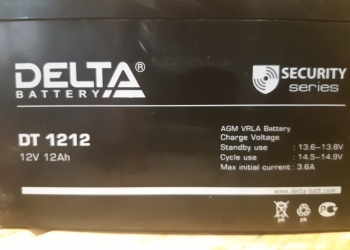 DELTA®
BATTERY
SECURITY
series
DT 1212
12V 12Ah
AGM VRLA Battery
Charge Voltage
Standby use : 13.6-13.8V
Cycle use : 14.5-14.9V
Max initial current : 3.6A
www.delta-batt.com
Pb